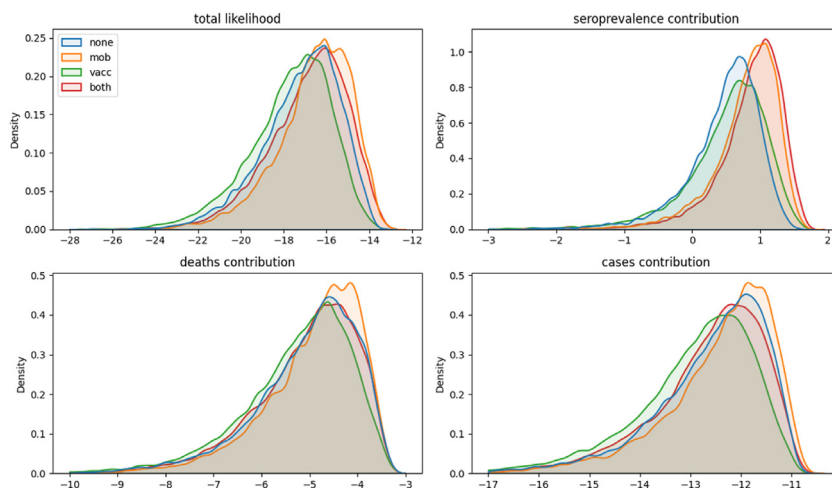 total likelihood
seroprevalence contribution
0.25
0.20
0.15
0.10
0.05
0.00
Density
none
mob
vacc
both
-28 -26 -24 -22 -20 -18 -16 -14 -12
1.0
0.8
0.6
0.4
0.2
0.0
Density
-3 -2 -1 0 1 2
deaths contribution
cases contribution
0.5
0.4
0.3
0.2
0.1
0.0
Density
-10 -9 -8 -7 -6 -5 -4 -3
0.5
0.4
0.3
0.2
0.1
0.0
Density
-17 -16 -15 -14 -13 -12 -11